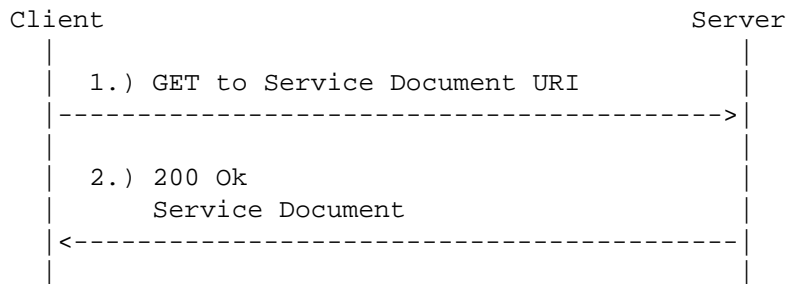 Client Server
1.) GET to Service Document URI
2.) 200 Ok
Service Document